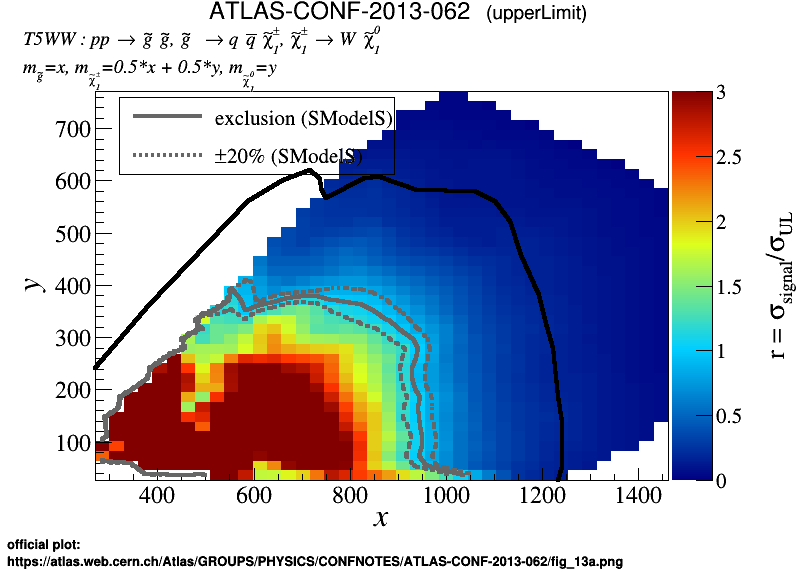 ATLAS-CONF-2013-062 (upperLimit)
T5WW : pp → g̃ g̃, g̃ → q q̅ χ̃₁±, χ̃₁± → W χ̃₁⁰
m_g̃=x, m_χ̃₁±=0.5*x + 0.5*y, m_χ̃₁⁰=y
exclusion (SModelS)
±20% (SModelS)
700
600
500
400
300
200
100
y
400 600 800 1000 1200 1400
x
3
2.5
2
1.5
1
0.5
0
r = σ_signal/σ_UL
official plot:
https://atlas.web.cern.ch/Atlas/GROUPS/PHYSICS/CONFNOTES/ATLAS-CONF-2013-062/fig_13a.png